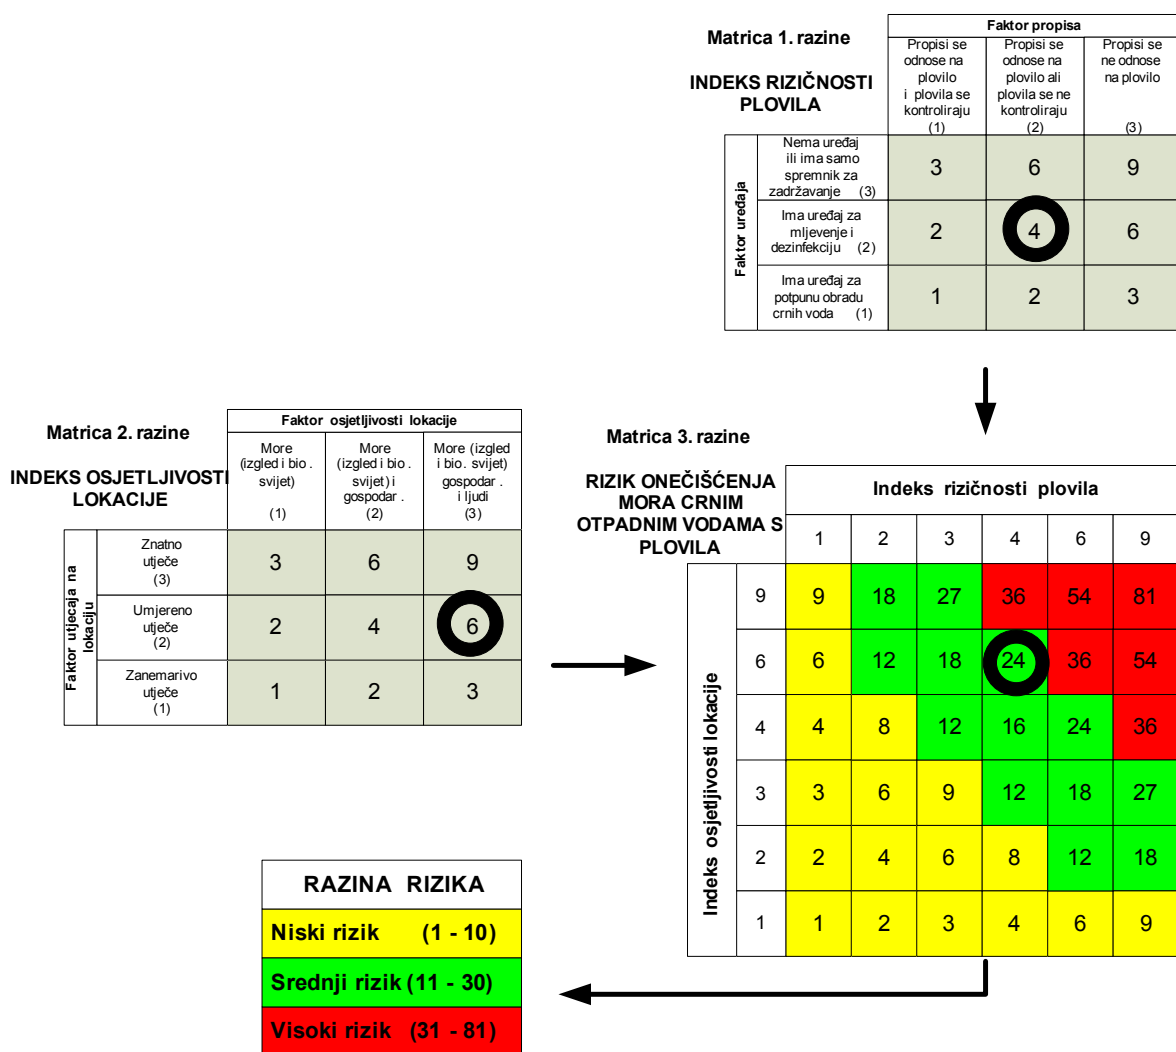 Matrica 1. razine
INDEKS RIZIČNOSTI
PLOVILA
Faktor propisa
Propisi se
odnose na
plovilo
i plovila se
kontroliraju
(1)
Propisi se
odnose na
plovilo ali
plovila se ne
kontroliraju
(2)
Propisi se
ne odnose
na plovilo
(3)
Faktor uređaja
Nema uređaj
ili ima samo
spremnik za
zadržavanje (3)
3 6 9
Ima uređaj za
mljevenje i
dezinfekciju (2)
2 4 6
Ima uređaj za
potpunu obradu
crnih voda (1)
1 2 3
Matrica 2. razine
INDEKS OSJETLJIVOSTI
LOKACIJE
Faktor osjetljivosti lokacije
More
(izgled i bio.
svijet)
(1)
More
(izgled i bio.
svijet) i
gospodar.
(2)
More (izgled
i bio. svijet)
gospodar.
i ljudi
(3)
Faktor utjecaja na
lokaciju
Znatno
utječe
(3)
3 6 9
Umjereno
utječe
(2)
2 4 6
Zanemarivo
utječe
(1)
1 2 3
Matrica 3. razine
RIZIK ONEČIŠĆENJA
MORA CRNIM
OTPADNIM VODAMA S
PLOVILA
Indeks rizičnosti plovila
1 2 3 4 6 9
Indeks osjetljivosti lokacije
9 9 18 27 36 54 81
6 6 12 18 24 36 54
4 4 8 12 16 24 36
3 3 6 9 12 18 27
2 2 4 6 8 12 18
1 1 2 3 4 6 9
RAZINA RIZIKA
Niski rizik (1 - 10)
Srednji rizik (11 - 30)
Visoki rizik (31 - 81)